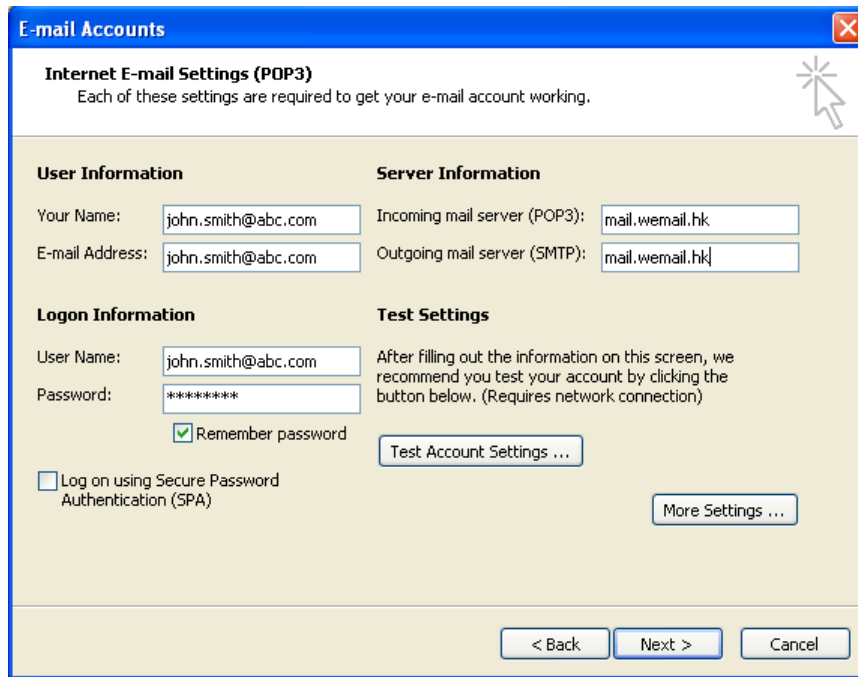 E-mail Accounts
Internet E-mail Settings (POP3)
Each of these settings are required to get your e-mail account working.
User Information
Your Name: john.smith@abc.com
E-mail Address: john.smith@abc.com
Server Information
Incoming mail server (POP3): mail.wemail.hk
Outgoing mail server (SMTP): mail.wemail.hk
Logon Information
User Name: john.smith@abc.com
Password: ********
Remember password
Log on using Secure Password
Authentication (SPA)
Test Settings
After filling out the information on this screen, we
recommend you test your account by clicking the
button below. (Requires network connection)
Test Account Settings ...
More Settings ...
< Back
Next >
Cancel